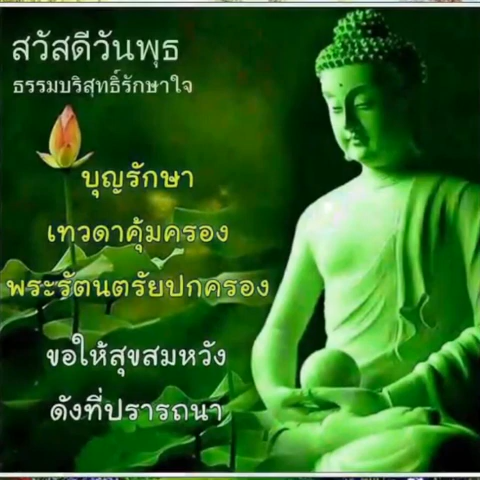 สวัสดีวันพุธ
ธรรมบริสุทธิ์รักษาใจ
บุญรักษา
เทวดาคุ้มครอง
พระรัตนตรัยปกครอง
ขอให้สุขสมหวัง
ดังที่ปรารถนา